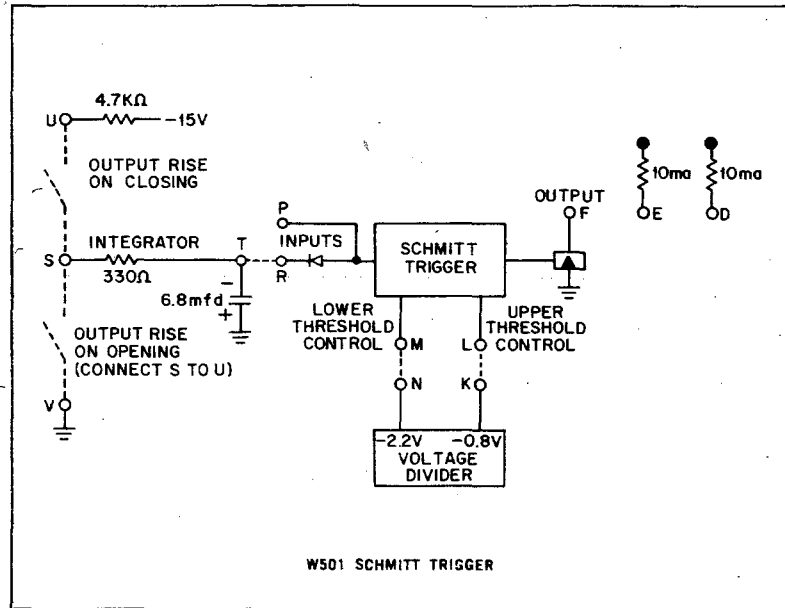 4.7KΩ
U
−15V
OUTPUT RISE
ON CLOSING
10ma
10ma
P
OUTPUT
F
E
D
S
INTEGRATOR
T
INPUTS
SCHMITT
TRIGGER
330Ω
R
−
6.8mfd
+
LOWER
THRESHOLD
CONTROL
UPPER
THRESHOLD
CONTROL
OUTPUT RISE
ON OPENING
(CONNECT S TO U)
M
L
N
K
V
−2.2V
−0.8V
VOLTAGE
DIVIDER
W501 SCHMITT TRIGGER